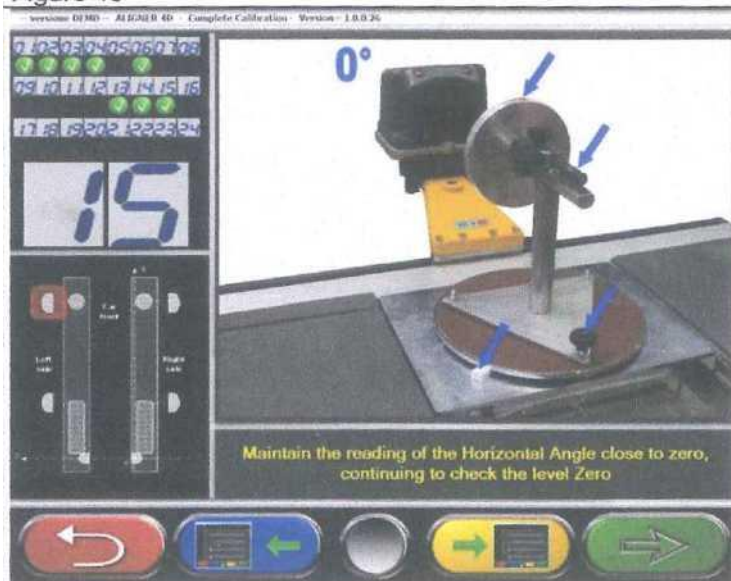 -- versione DEMO -- ALIGNER 4D - Complete Calibration - Version - 1.0.0.26
01 02 03 04 05 06 07 08
0°
09 10 11 12 13 14 15 16
17 18 19 20 21 22 23 24
15
Left side
Right side
Maintain the reading of the Horizontal Angle close to zero,
continuing to check the level Zero